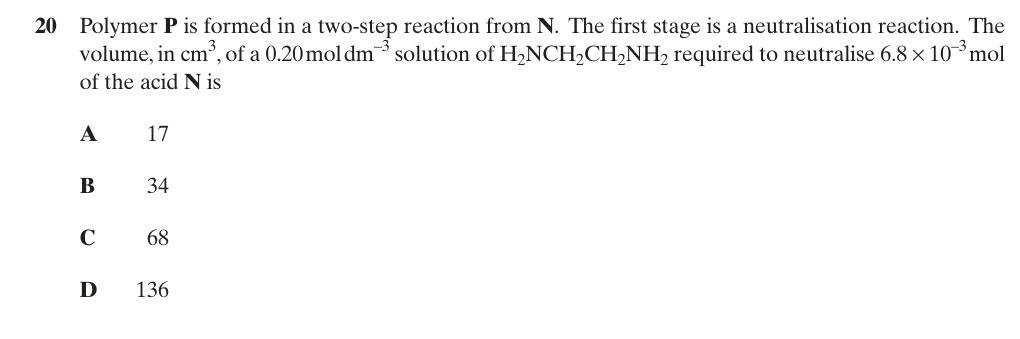 20 Polymer P is formed in a two-step reaction from N. The first stage is a neutralisation reaction. The
volume, in cm³, of a 0.20 mol dm⁻³ solution of H₂NCH₂CH₂NH₂ required to neutralise 6.8 × 10⁻³ mol
of the acid N is
A 17
B 34
C 68
D 136